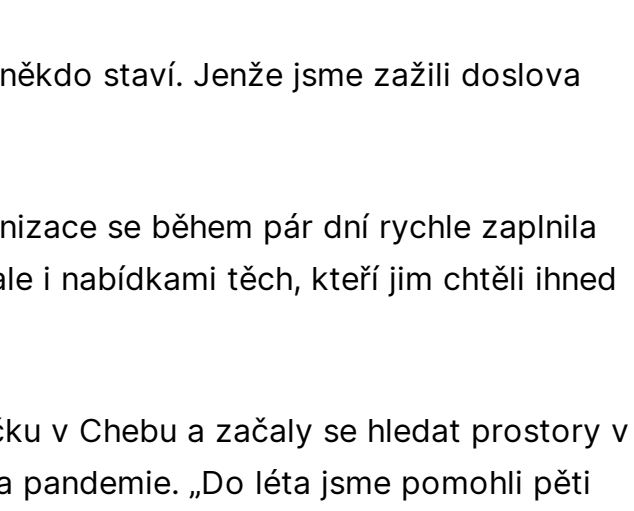 někdo staví. Jenže jsme zažili doslova
nizace se během pár dní rychle zaplnila
ale i nabídkami těch, kteří jim chtěli ihned
čku v Chebu a začaly se hledat prostory v
a pandemie. „Do léta jsme pomohli pěti